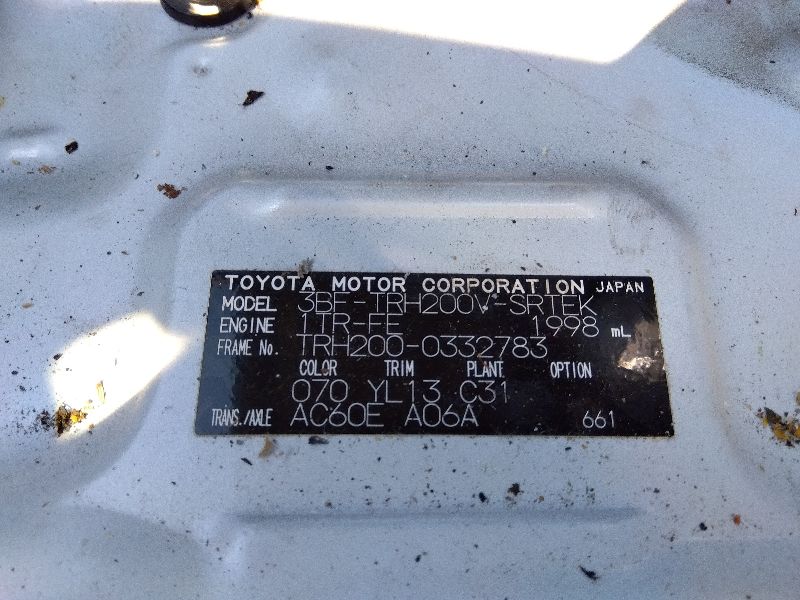 TOYOTA MOTOR CORPORATION JAPAN
MODEL 3BF-TRH200V-SRTEK
ENGINE 1TR-FE 1998 mL
FRAME No. TRH200-0332783
COLOR TRIM PLANT OPTION
070 YL13 C31
TRANS./AXLE AC60E A06A 661